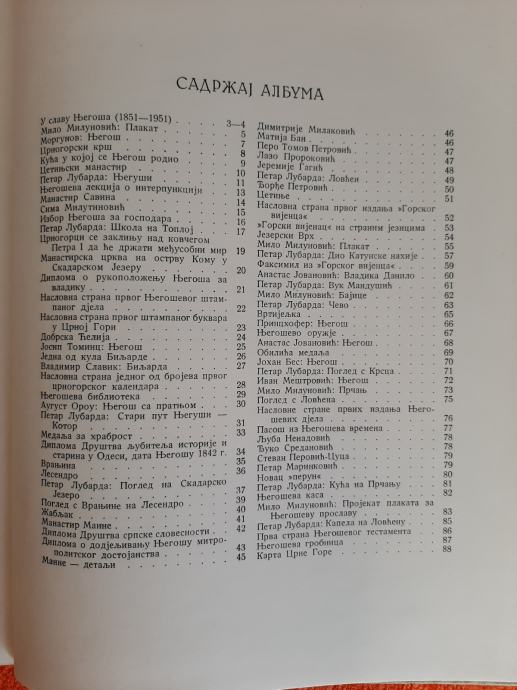 САДРЖАЈ АЛБУМА
У славу Његоша (1851—1951) . . . . 3—4
Мило Милуновић: Плакат . . . . 5
Моргунов: Његош . . . . 7
Црногорски крш . . . . 8
Кућа у којој се Његош родио . . . . 9
Цетињски манастир . . . . 10
Петар Лубарда: Његуши . . . . 11
Његошева лекција о интерпункцији . . 13
Манастир Савина . . . . 14
Сима Милутиновић . . . . 15
Избор Његоша за господара . . . . 16
Петар Лубарда: Школа на Топлој . . . 17
Црногорци се заклињу над ковчегом
Петра I да ће држати међусобни мир 19
Манастирска црква на острву Кому у
Скадарском Језеру . . . . 20
Диплома о рукоположењу Његоша за
владику . . . . 21
Насловна страна првог Његошевог штам-
паног дјела . . . . 22
Насловна страна првог штампаног буквара
у Црној Гори . . . . 23
Добрска Ћелија . . . . 24
Јосип Томинц: Његош . . . . 25
Једна од кула Биљарде . . . . 26
Владимир Славик: Биљарда . . . . 27
Насловна страна једног од бројева првог
црногорског календара . . . . 28
Његошева библиотека . . . . 29
Аугуст Ороу: Његош са пратњом . . . 30
Петар Лубарда: Стари пут Његуши —
Котор . . . . 31
Медаља за храброст . . . . 33
Диплома Друштва љубитеља историје и
старина у Одеси, дата Његошу 1842 г. 34
Врањина . . . . 35
Лесендро . . . . 36
Петар Лубарда: Поглед на Скадарско
Језеро . . . . 37
Поглед с Врањине на Лесендро . . . . 39
Жабљак . . . . 40
Манастир Маине . . . . 41
Диплома Друштва српске словесности . . 42
Диплома о додјељивању Његошу митро-
политског достојанства . . . . 43
Маине — детаљи . . . . 45
Димитрије Милаковић . . . . 46
Матија Бан . . . . 46
Перо Томов Петровић . . . . 47
Лазо Пророковић . . . . 47
Јеремије Гагић . . . . 48
Петар Лубарда: Ловћен . . . . 49
Ђорђе Петровић . . . . 50
Цетиње . . . . 51
Насловна страна првог издања »Горског
вијенца« . . . . 52
»Горски вијенац« на страним језицима . 53
Језерски Врх . . . . 54
Мило Милуновић: Плакат . . . . 55
Петар Лубарда: Дио Катунске нахије . . 57
Факсимил из »Горског вијенца« . . . . 59
Анастас Јовановић: Владика Данило . . 60
Петар Лубарда: Вук Мандушић . . . . 61
Мило Милуновић: Бајице . . . . 62
Петар Лубарда: Чево . . . . 63
Вртијељка . . . . 65
Принцхофер: Његош . . . . 66
Његошево оружје . . . . 67
Анастас Јовановић: Његош . . . . 68
Обилића медаља . . . . 69
Јохан Бес: Његош . . . . 70
Петар Лубарда: Поглед с Крсца . . . . 71
Иван Мештровић: Његош . . . . 72
Мило Милуновић: Прчањ . . . . 73
Поглед с Ловћена . . . . 75
Насловне стране првих издања Његo-
шевих дјела . . . . 76
Пасош из Његошева времена . . . . 77
Љуба Ненадовић . . . . 78
Ђуко Средановић . . . . 78
Стеван Перовић-Цуца . . . . 79
Петар Маринковић . . . . 79
Новац »перун« . . . . 80
Петар Лубарда: Кућа на Прчању . . . . 81
Његошева каса . . . . 82
Мило Милуновић: Пројекат плаката за
Његошеву прославу . . . . 83
Петар Лубарда: Капела на Ловћену . . . 85
Прва страна Његошевог тестамента . . . 86
Његошева гробница . . . . 87
Карта Црне Горе . . . . 88